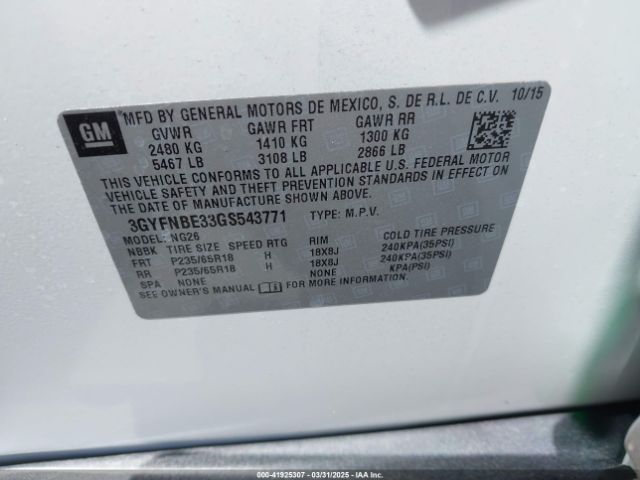 GM
MFD BY GENERAL MOTORS DE MEXICO, S. DE R.L. DE C.V. 10/15
GVWR GAWR FRT GAWR RR
2480 KG 1410 KG 1300 KG
5467 LB 3108 LB 2866 LB
THIS VEHICLE CONFORMS TO ALL APPLICABLE U.S. FEDERAL MOTOR
VEHICLE SAFETY AND THEFT PREVENTION STANDARDS IN EFFECT ON
THE DATE OF MANUFACTURE SHOWN ABOVE.
3GYFNBE33GS543771 TYPE: M.P.V.
MODEL: NG26
NBBK TIRE SIZE SPEED RTG RIM COLD TIRE PRESSURE
FRT P235/65R18 H 18X8J 240KPA(35PSI)
RR P235/65R18 H 18X8J 240KPA(35PSI)
SPA NONE NONE KPA(PSI)
SEE OWNER'S MANUAL FOR MORE INFORMATION.
000-41925307 - 03/31/2025 - IAAI.COM